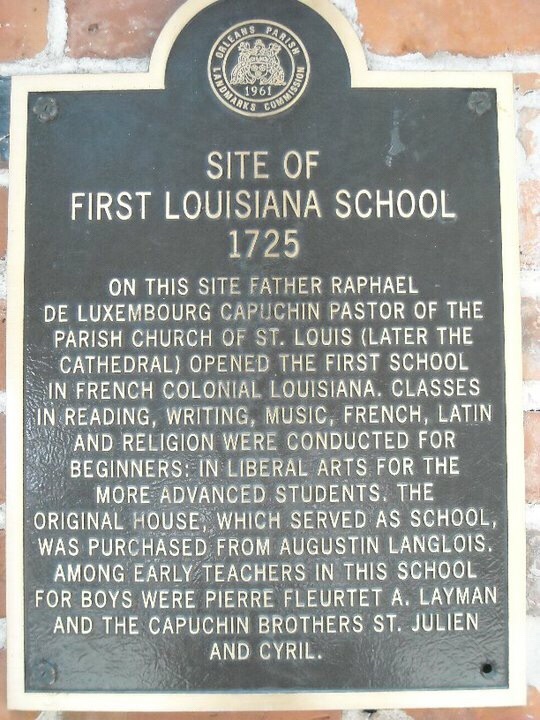 ORLEANS PARISH
LANDMARKS COMMISSION
1961
SITE OF
FIRST LOUISIANA SCHOOL
1725
ON THIS SITE FATHER RAPHAEL
DE LUXEMBOURG CAPUCHIN PASTOR OF THE
PARISH CHURCH OF ST. LOUIS (LATER THE
CATHEDRAL) OPENED THE FIRST SCHOOL
IN FRENCH COLONIAL LOUISIANA. CLASSES
IN READING, WRITING, MUSIC, FRENCH, LATIN
AND RELIGION WERE CONDUCTED FOR
BEGINNERS: IN LIBERAL ARTS FOR THE
MORE ADVANCED STUDENTS. THE
ORIGINAL HOUSE, WHICH SERVED AS SCHOOL,
WAS PURCHASED FROM AUGUSTIN LANGLOIS.
AMONG EARLY TEACHERS IN THIS SCHOOL
FOR BOYS WERE PIERRE FLEURTET A. LAYMAN
AND THE CAPUCHIN BROTHERS ST. JULIEN
AND CYRIL.